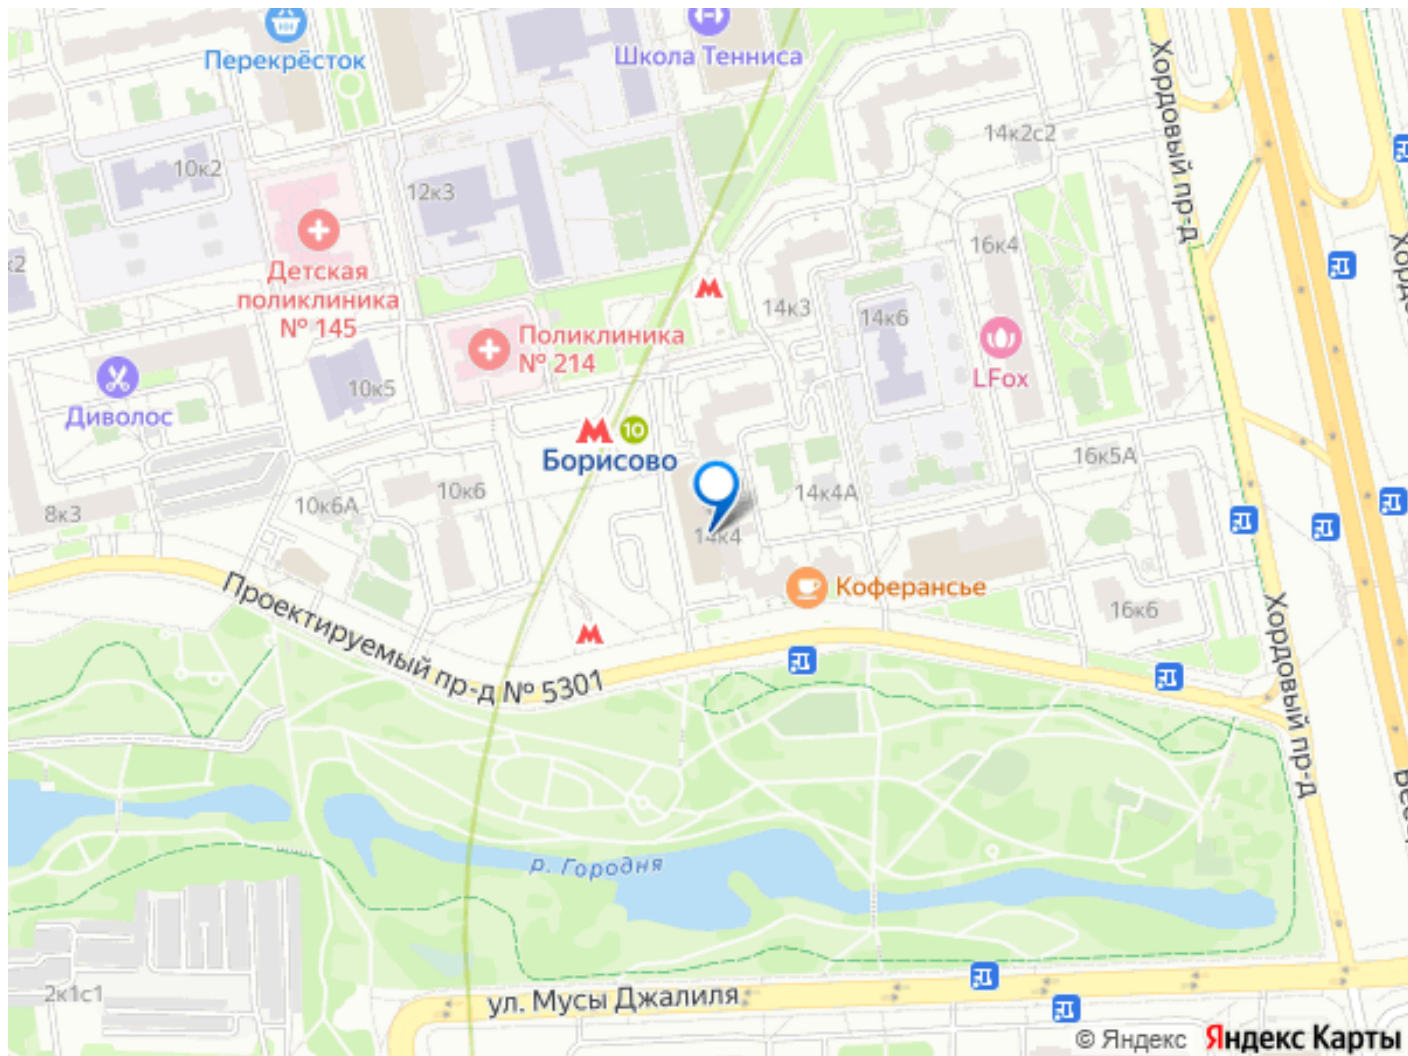 Перекрёсток
Школа Тенниса
Хордовый пр-д
14к2с2
10к2
12к3
16к4
к2
Детская
поликлиника
№ 145
14к3
14к6
Поликлиника
№ 214
LFox
10к5
Диволос
10
Борисово
16к5А
10к6
14к4А
10к6А
8к3
14к4
Коферансье
16к6
Проектируемый пр-д № 5301
Хордовый пр-д
р. Городня
2к1с1
ул. Мусы Джалиля
© Яндекс Яндекс Карты